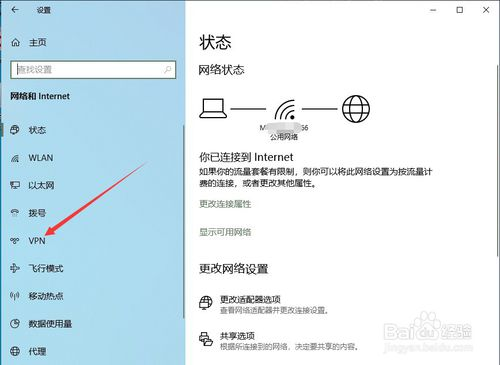 设置
主页
查找设置
网络和 Internet
状态
WLAN
以太网
拨号
VPN
飞行模式
移动热点
数据使用量
代理
状态
网络状态
公用网络
你已连接到 Internet
如果你的流量套餐有限制，则你可以将此网络设置为按流量计
费的连接，或者更改其他属性。
更改连接属性
显示可用网络
更改网络设置
更改适配器选项
查看网络适配器并更改连接设置。
共享选项
根据所连接到的网络，决定要共享的内容。
Baidu 经验
jingyan.baidu.com